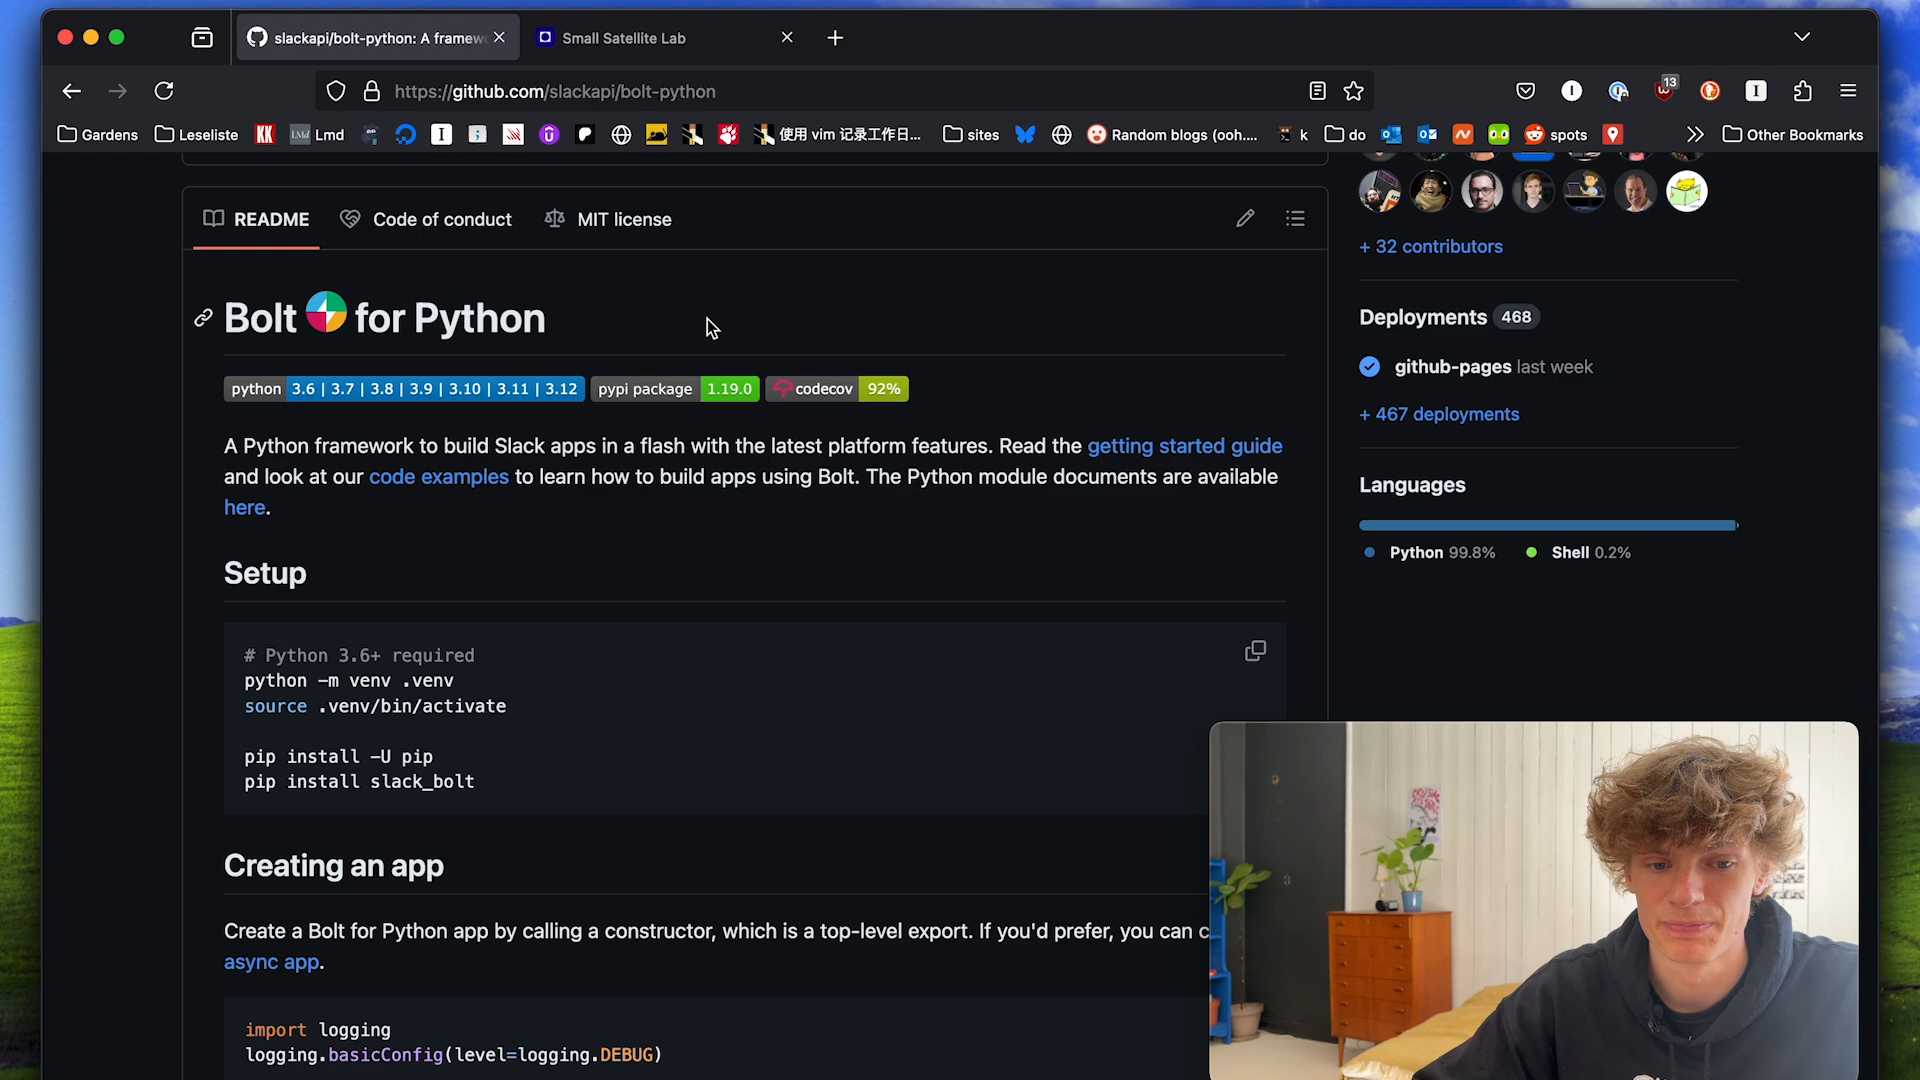 slackapi/bolt-python: A framew
Small Satellite Lab
https://github.com/slackapi/bolt-python
13
Gardens
Leseliste
KK
LMd
Lmd
使用 vim 记录工作日...
sites
Random blogs (ooh....
k
do
spots
Other Bookmarks
README
Code of conduct
MIT license
+ 32 contributors
Bolt for Python
Deployments 468
github-pages last week
python 3.6 | 3.7 | 3.8 | 3.9 | 3.10 | 3.11 | 3.12
pypi package 1.19.0
codecov 92%
+ 467 deployments
A Python framework to build Slack apps in a flash with the latest platform features. Read the getting started guide
and look at our code examples to learn how to build apps using Bolt. The Python module documents are available
here.
Languages
Python 99.8%
Shell 0.2%
Setup
# Python 3.6+ required
python -m venv .venv
source .venv/bin/activate
pip install -U pip
pip install slack_bolt
Creating an app
Create a Bolt for Python app by calling a constructor, which is a top-level export. If you'd prefer, you can c
async app.
import logging
logging.basicConfig(level=logging.DEBUG)